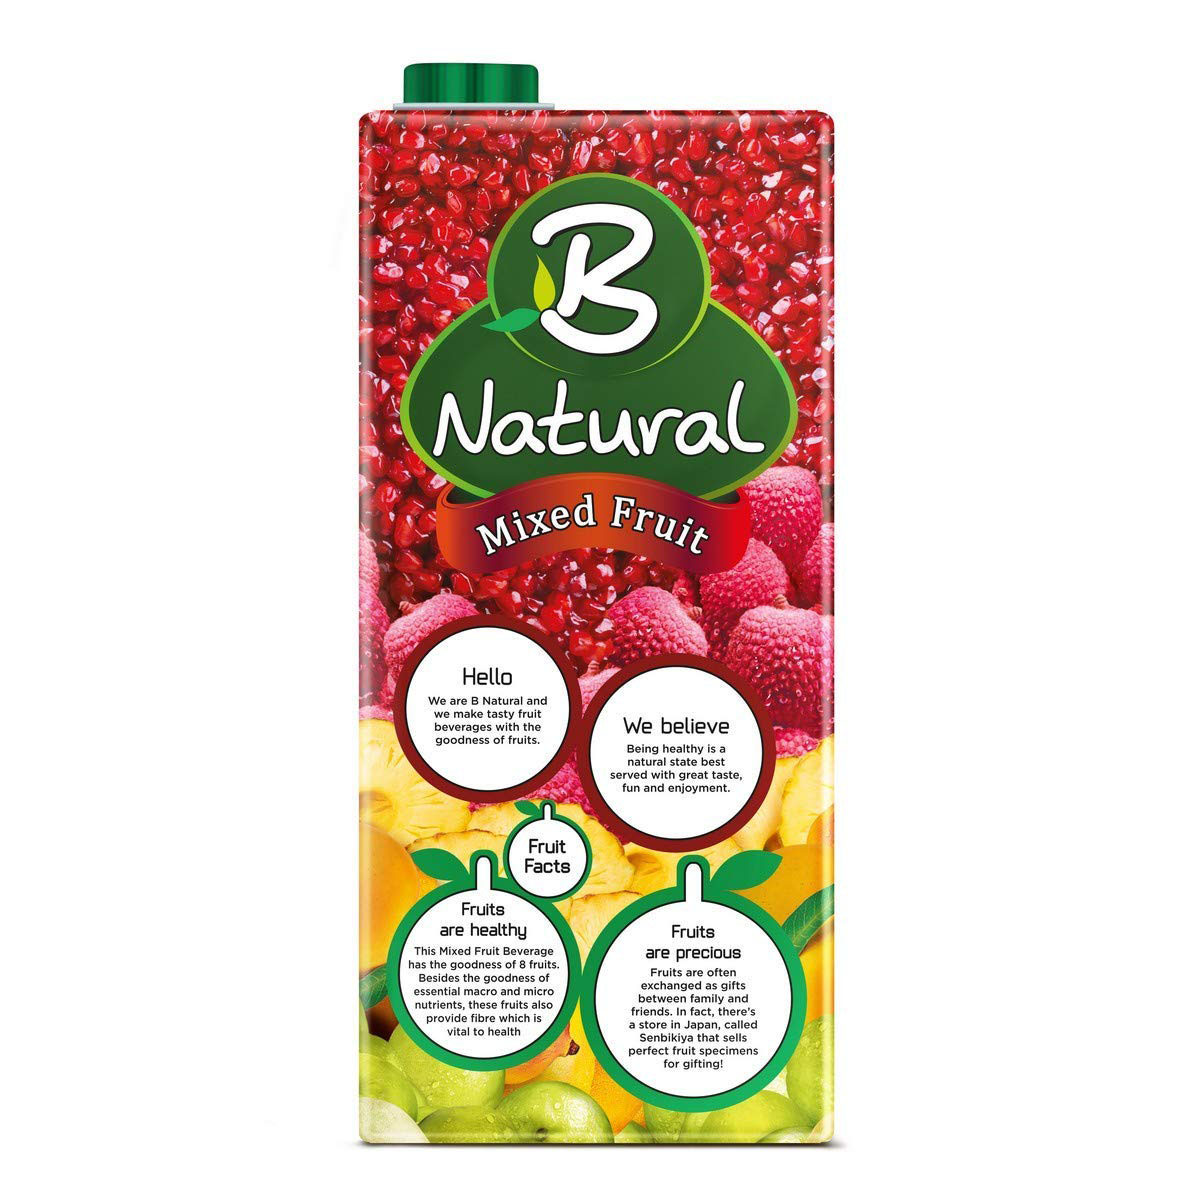 B
Natural
Mixed Fruit
Hello
We are B Natural and
we make tasty fruit
beverages with the
goodness of fruits.
We believe
Being healthy is a
natural state best
served with great taste,
fun and enjoyment.
Fruit
Facts
Fruits
are healthy
This Mixed Fruit Beverage
has the goodness of 8 fruits.
Besides the goodness of
essential macro and micro
nutrients, these fruits also
provide fibre which is
vital to health
Fruits
are precious
Fruits are often
exchanged as gifts
between family and
friends. In fact, there's
a store in Japan, called
Senbikiya that sells
perfect fruit specimens
for gifting!